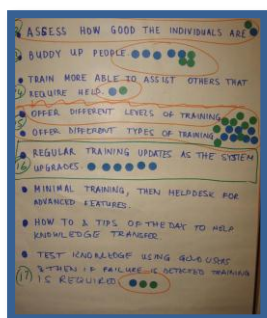 ASSESS HOW GOOD THE INDIVIDUALS ARE
BUDDY UP PEOPLE
TRAIN MORE ABLE TO ASSIST OTHERS THAT
REQUIRE HELP.
OFFER DIFFERENT LEVELS OF TRAINING
OFFER DIFFERENT TYPES OF TRAINING
REGULAR TRAINING UPDATES AS THE SYSTEM
16 UPGRADES.
MINIMAL TRAINING, THEN HELPDESK FOR
ADVANCED FEATURES.
HOW TO & TIPS OF THE DAY TO HELP
KNOWLEDGE TRANSFER.
TEST KNOWLEDGE USING GOLD USERS
& THEN IF FAILURE IS DETECTED TRAINING
17 IS REQUIRED